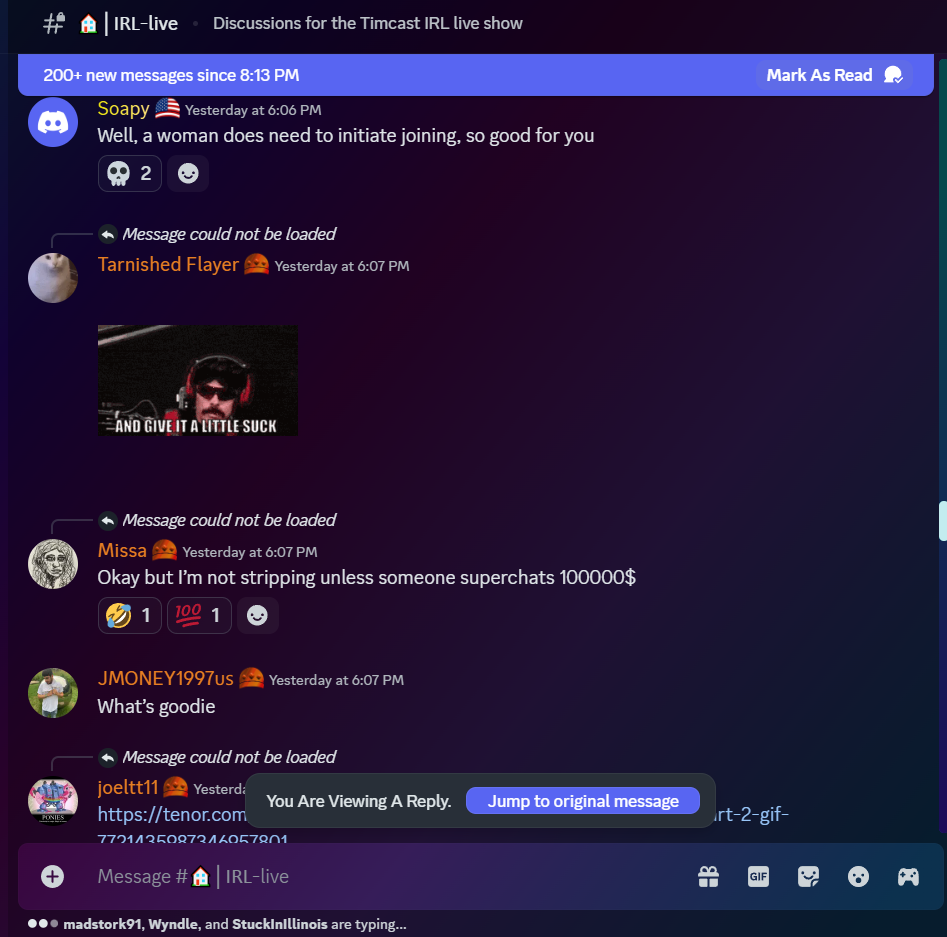 IRL-live • Discussions for the Timcast IRL live show
200+ new messages since 8:13 PM Mark As Read
Soapy Yesterday at 6:06 PM
Well, a woman does need to initiate joining, so good for you
2
Message could not be loaded
Tarnished Flayer Yesterday at 6:07 PM
AND GIVE IT A LITTLE SUCK
Message could not be loaded
Missa Yesterday at 6:07 PM
Okay but I’m not stripping unless someone superchats 100000$
1 100 1
JMONEY1997us Yesterday at 6:07 PM
What’s goodie
Message could not be loaded
joeltt11 Yesterda
You Are Viewing A Reply. Jump to original message
https://tenor.com rt-2-gif-
7721435987346957801
PONIES
Message # IRL-live GIF
madstork91, Wyndle, and StuckInIllinois are typing...